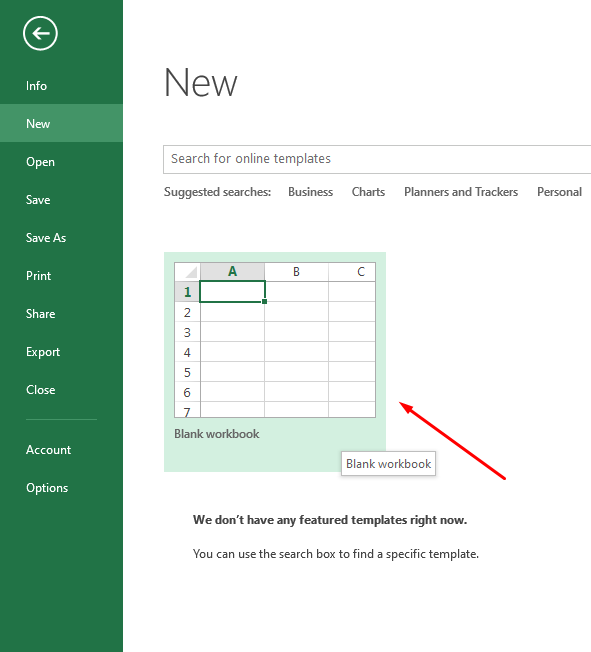 Info
New
Open
Save
Save As
Print
Share
Export
Close
Account
Options
New
Search for online templates
Suggested searches: Business Charts Planners and Trackers Personal
A B C
1
2
3
4
5
6
7
Blank workbook
Blank workbook
We don't have any featured templates right now.
You can use the search box to find a specific template.